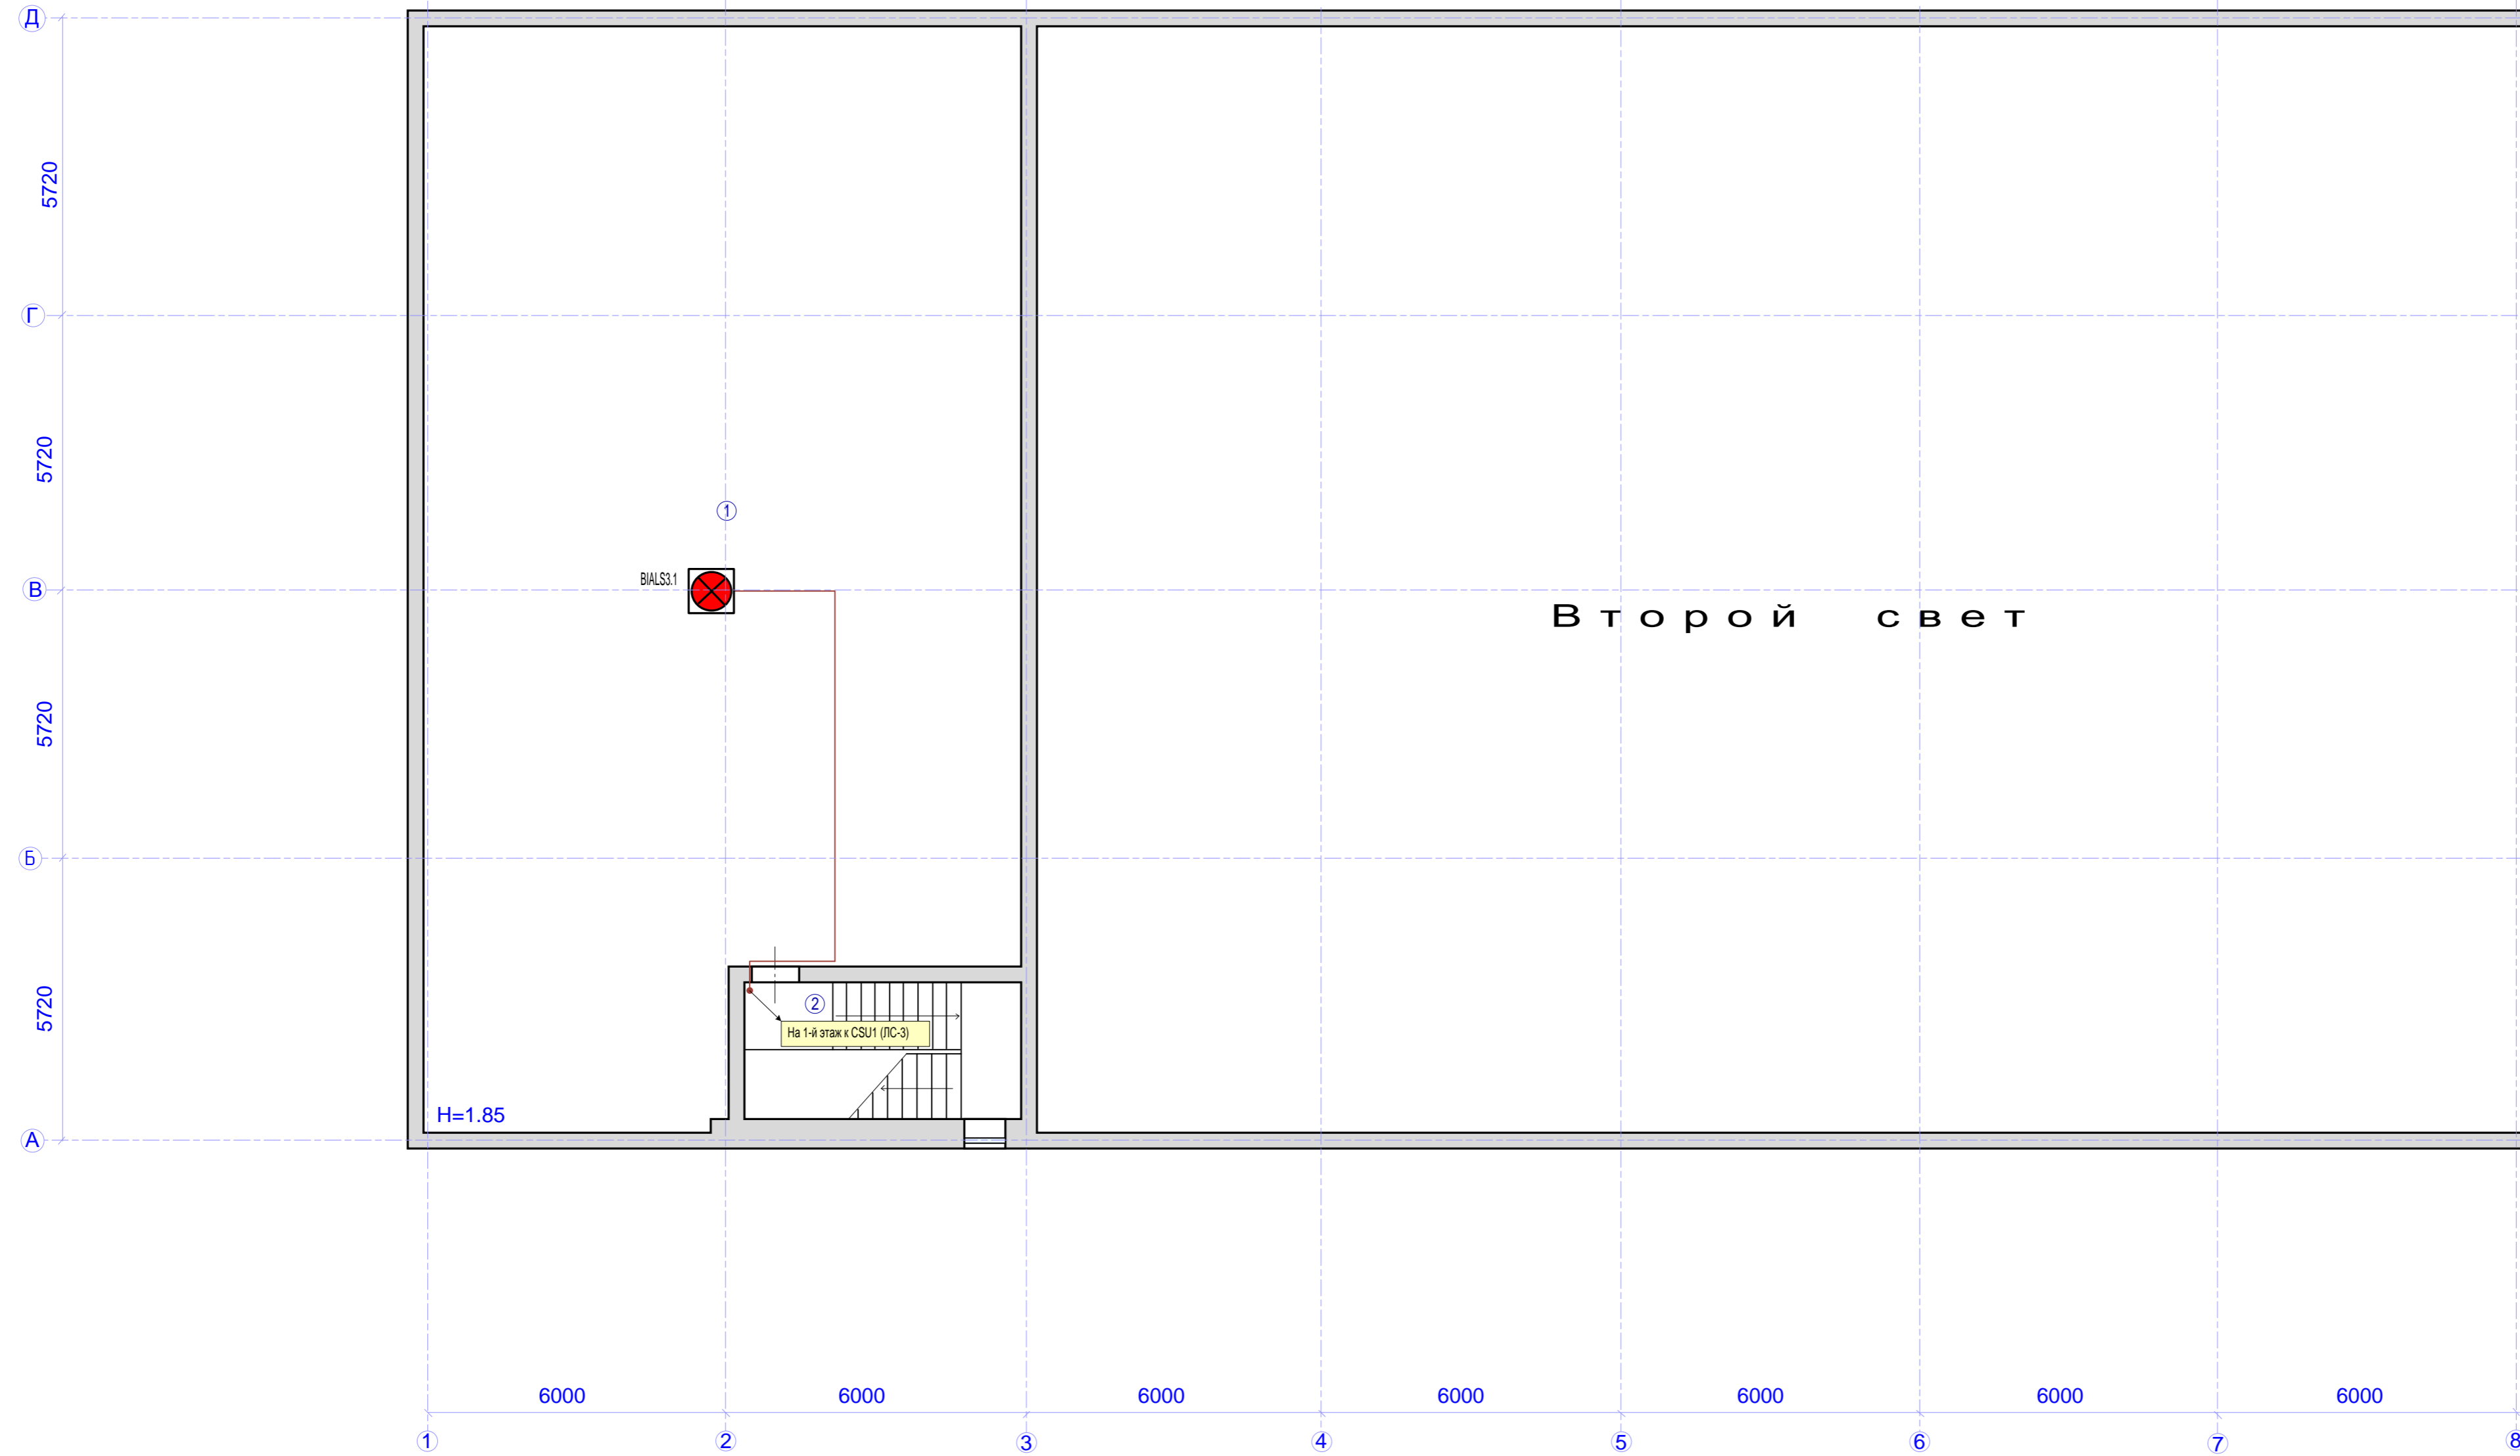 Д
5720
Г
5720
1
BIALS3.1
В
Второй свет
5720
Б
2
На 1-й этаж к CSU1 (ЛС-3)
5720
H=1.85
А
6000 6000 6000 6000 6000 6000 6000
1 2 3 4 5 6 7 8